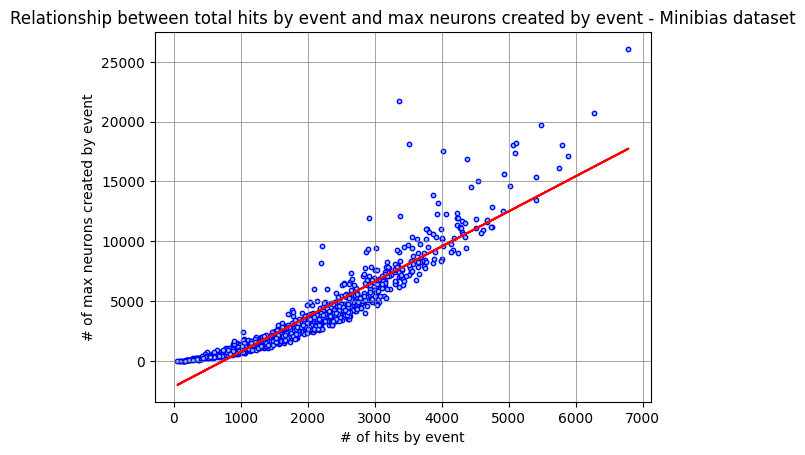 Relationship between total hits by event and max neurons created by event - Minibias dataset
# of max neurons created by event
25000
20000
15000
10000
5000
0
0 1000 2000 3000 4000 5000 6000 7000
# of hits by event